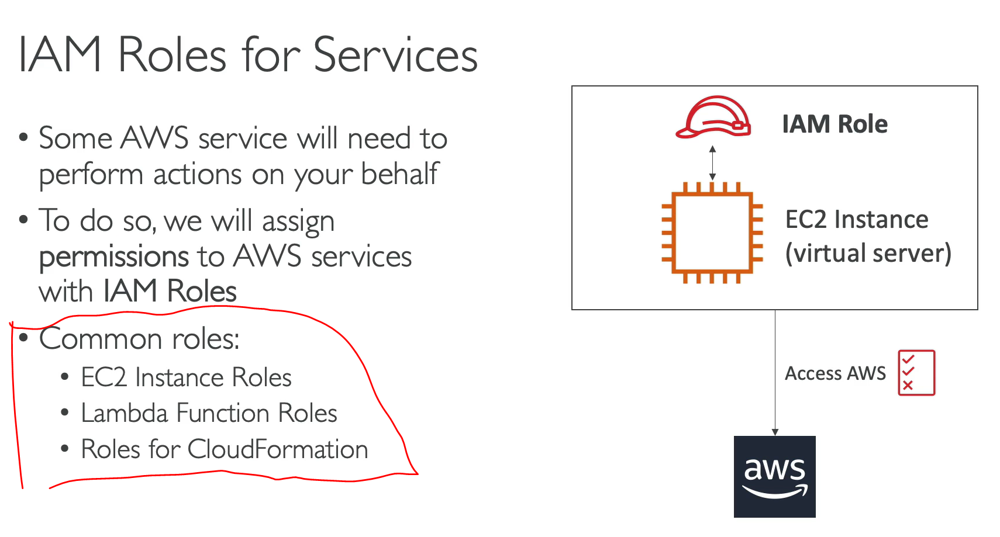 IAM Roles for Services
• Some AWS service will need to
perform actions on your behalf
• To do so, we will assign
permissions to AWS services
with IAM Roles
• Common roles:
• EC2 Instance Roles
• Lambda Function Roles
• Roles for CloudFormation
IAM Role
EC2 Instance
(virtual server)
Access AWS
aws